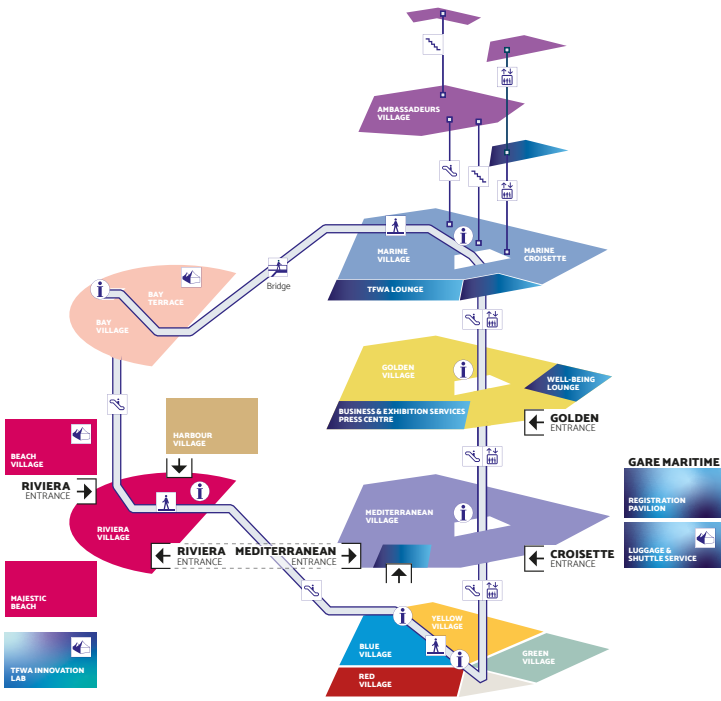 AMBASSADEURS
VILLAGE
MARINE
VILLAGE
MARINE
CROISETTE
TFWA LOUNGE
Bridge
BAY
TERRACE
BAY
VILLAGE
GOLDEN
VILLAGE
WELL-BEING
LOUNGE
BUSINESS & EXHIBITION SERVICES
PRESS CENTRE
GOLDEN
ENTRANCE
HARBOUR
VILLAGE
BEACH
VILLAGE
RIVIERA
ENTRANCE
GARE MARITIME
REGISTRATION
PAVILION
LUGGAGE &
SHUTTLE SERVICE
MEDITERRANEAN
VILLAGE
RIVIERA
VILLAGE
RIVIERA
ENTRANCE
MEDITERRANEAN
ENTRANCE
CROISETTE
ENTRANCE
MAJESTIC
BEACH
YELLOW
VILLAGE
BLUE
VILLAGE
GREEN
VILLAGE
RED
VILLAGE
TFWA INNOVATION
LAB